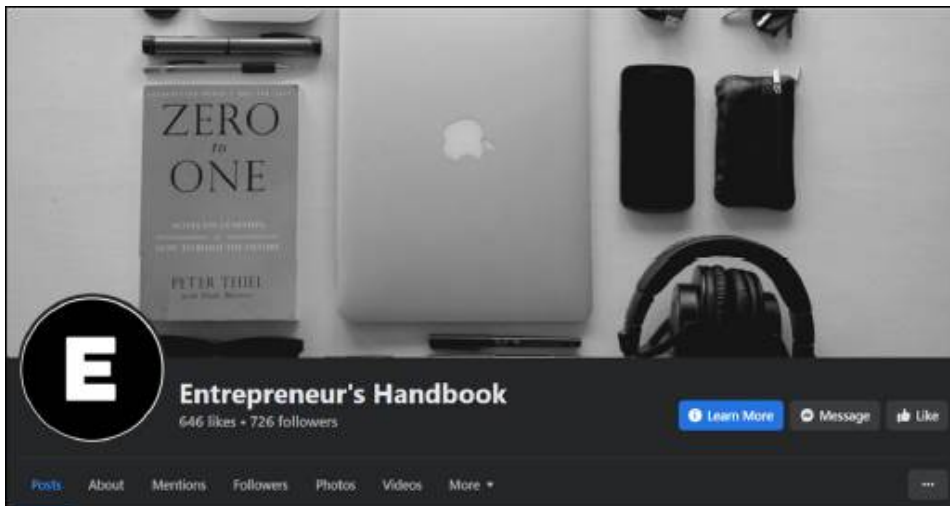 ZERO
to
ONE
PETER THIEL
E
Entrepreneur's Handbook
646 likes • 726 followers
Learn More
Message
Like
Posts
About
Mentions
Followers
Photos
Videos
More